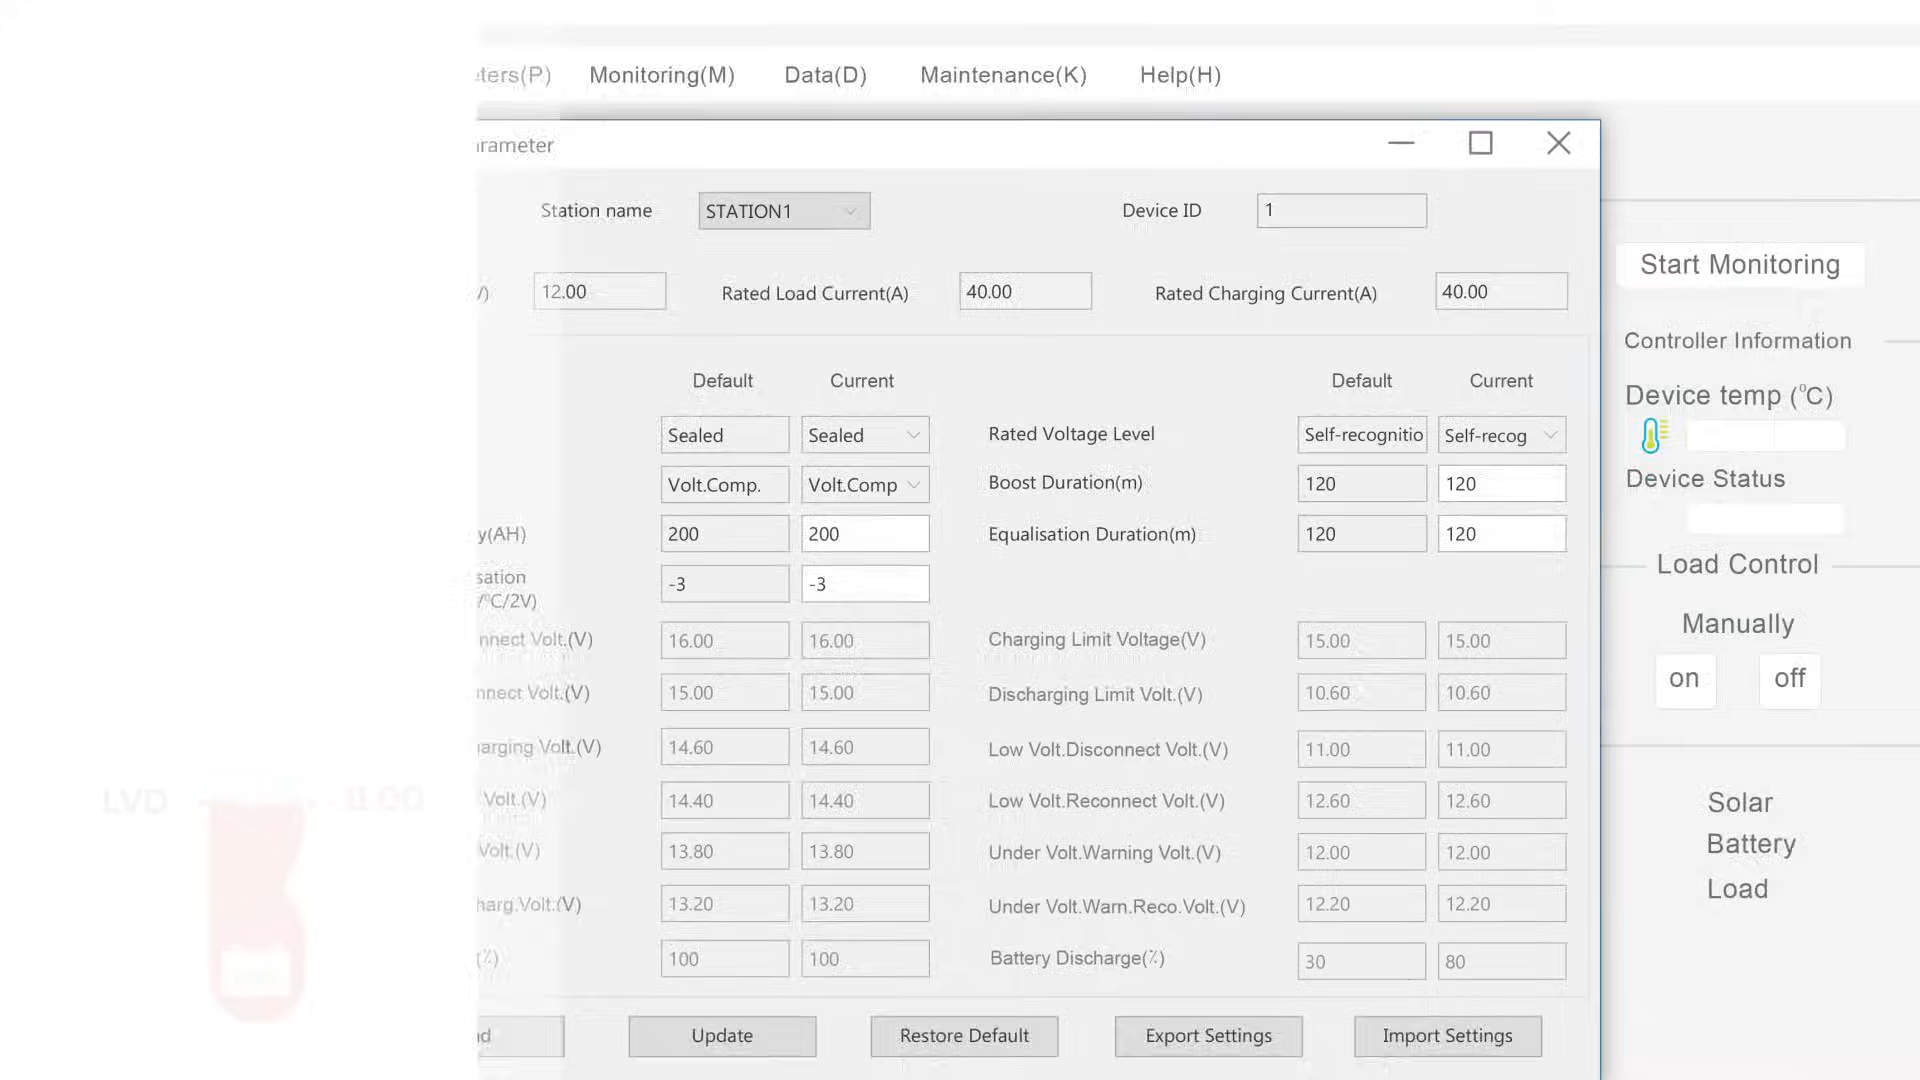 eters(P) Monitoring(M) Data(D) Maintenance(K) Help(H)
arameter
Station name STATION1 Device ID 1
V) 12.00 Rated Load Current(A) 40.00 Rated Charging Current(A) 40.00
Default Current Default Current
Sealed Sealed Rated Voltage Level Self-recognitio Self-recog
Volt.Comp. Volt.Comp Boost Duration(m) 120 120
y(AH) 200 200 Equalisation Duration(m) 120 120
sation
/℃/2V) -3 -3
nnect Volt.(V) 16.00 16.00 Charging Limit Voltage(V) 15.00 15.00
nnect Volt.(V) 15.00 15.00 Discharging Limit Volt.(V) 10.60 10.60
arging Volt.(V) 14.60 14.60 Low Volt.Disconnect Volt.(V) 11.00 11.00
Volt.(V) 14.40 14.40 Low Volt.Reconnect Volt.(V) 12.60 12.60
Volt.(V) 13.80 13.80 Under Volt.Warning Volt.(V) 12.00 12.00
harg.Volt.(V) 13.20 13.20 Under Volt.Warn.Reco.Volt.(V) 12.20 12.20
(%) 100 100 Battery Discharge(%) 30 80
d Update Restore Default Export Settings Import Settings
Start Monitoring
Controller Information
Device temp (℃)
Device Status
Load Control
Manually
on off
Solar
Battery
Load
LVD 11.00